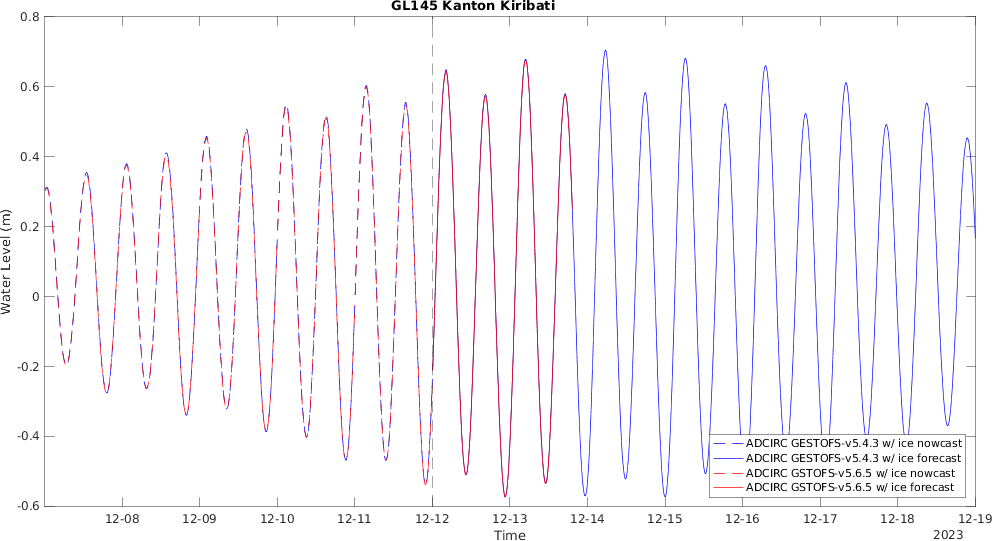 GL145 Kanton Kiribati
0.8
0.6
0.4
0.2
0
-0.2
-0.4
-0.6
Water Level (m)
ADCIRC GESTOFS-v5.4.3 w/ ice nowcast
ADCIRC GESTOFS-v5.4.3 w/ ice forecast
ADCIRC GSTOFS-v5.6.5 w/ ice nowcast
ADCIRC GSTOFS-v5.6.5 w/ ice forecast
12-08 12-09 12-10 12-11 12-12 12-13 12-14 12-15 12-16 12-17 12-18 12-19
Time
2023